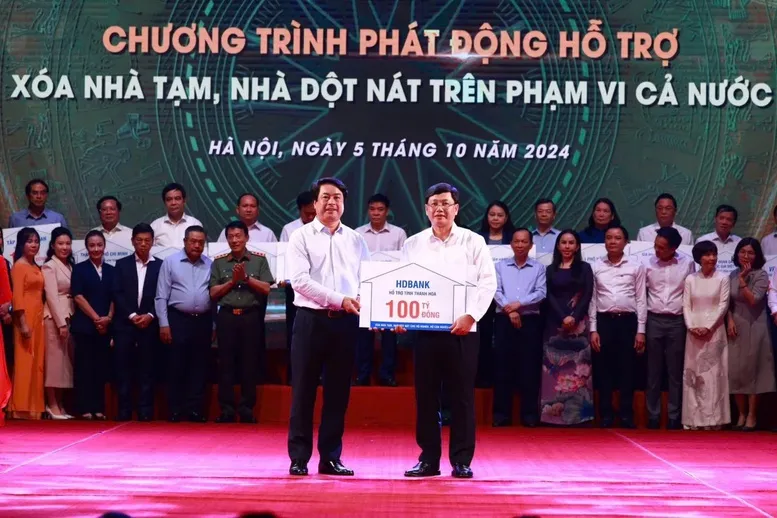 CHƯƠNG TRÌNH PHÁT ĐỘNG HỖ TRỢ
XÓA NHÀ TẠM, NHÀ DỘT NÁT TRÊN PHẠM VI CẢ NƯỚC
HÀ NỘI, NGÀY 5 THÁNG 10 NĂM 2024
HDBANK
HỖ TRỢ TỈNH THANH HÓA
100 TỶ ĐỒNG